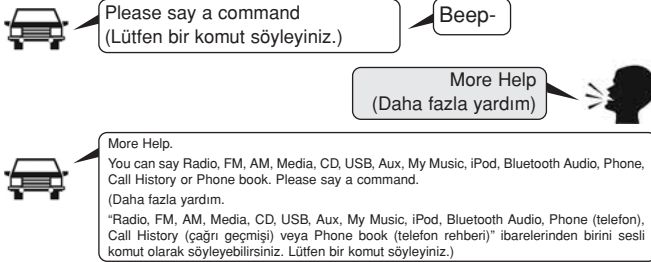 Please say a command
(Lütfen bir komut söyleyiniz.)
Beep-
More Help
(Daha fazla yardım)
More Help.
You can say Radio, FM, AM, Media, CD, USB, Aux, My Music, iPod, Bluetooth Audio, Phone,
Call History or Phone book. Please say a command.
(Daha fazla yardım.
“Radio, FM, AM, Media, CD, USB, Aux, My Music, iPod, Bluetooth Audio, Phone (telefon),
Call History (çağrı geçmişi) veya Phone book (telefon rehberi)” ibarelerinden birini sesli
komut olarak söyleyebilirsiniz. Lütfen bir komut söyleyiniz.)